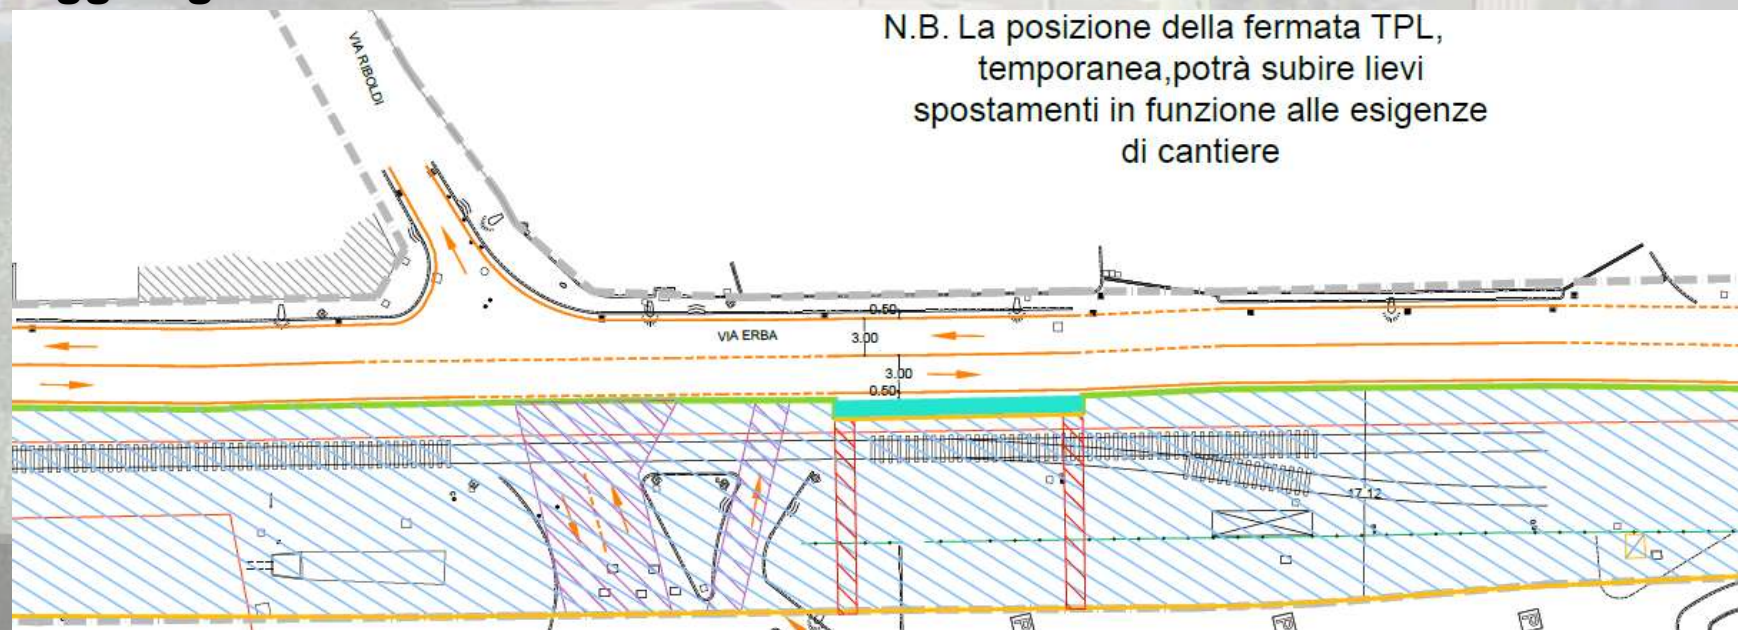 N.B. La posizione della fermata TPL,
temporanea,potrà subire lievi
spostamenti in funzione alle esigenze
di cantiere
VIA RIBOLDI
0.50
VIA ERBA
3.00
3.00
0.50
17.12
P
P
P